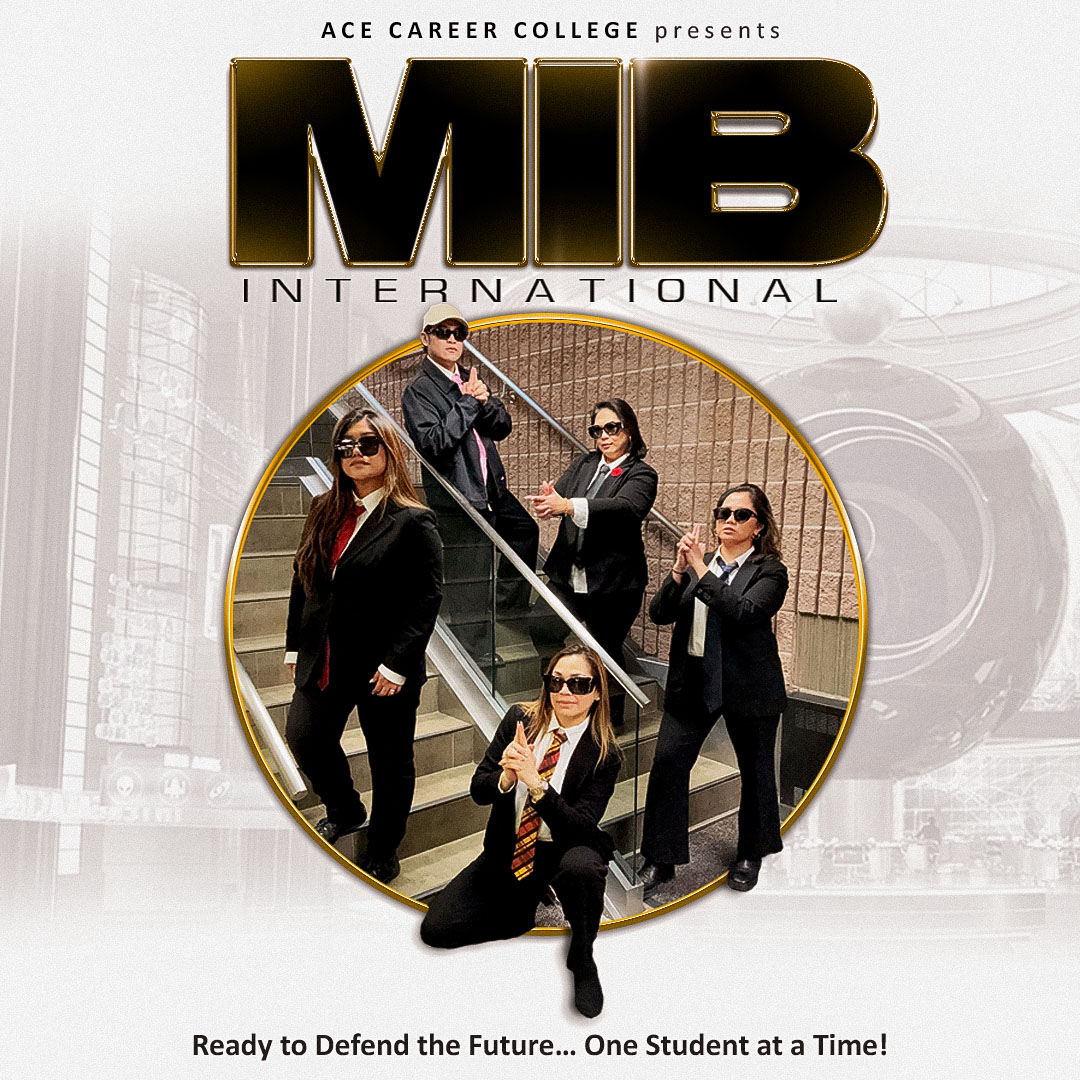 ACE CAREER COLLEGE presents
MIB
INTERNATIONAL
Ready to Defend the Future... One Student at a Time!